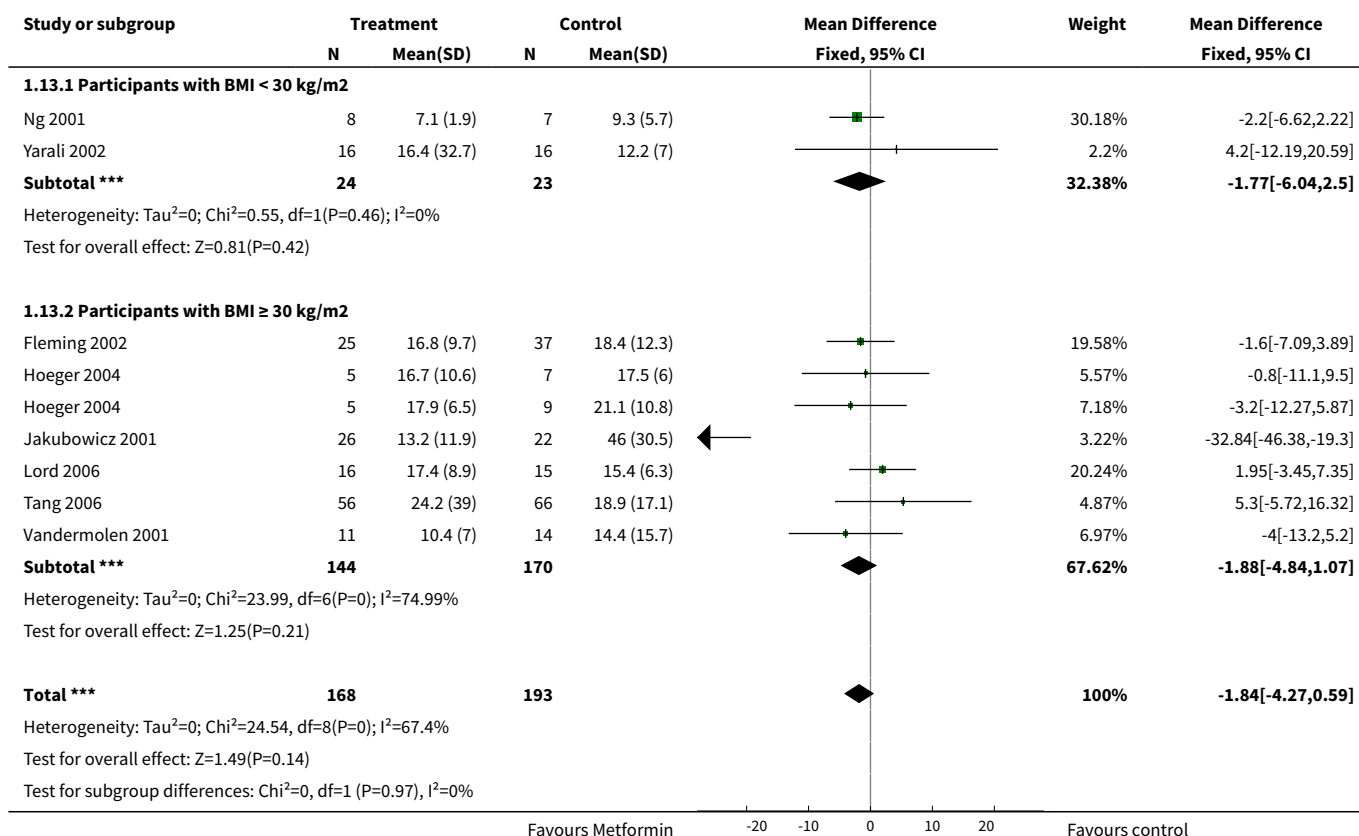 Study or subgroup Treatment Control Mean Difference Weight Mean Difference
N Mean(SD) N Mean(SD) Fixed, 95% CI Fixed, 95% CI
1.13.1 Participants with BMI < 30 kg/m2
Ng 2001 8 7.1 (1.9) 7 9.3 (5.7) 30.18% -2.2[-6.62,2.22]
Yarali 2002 16 16.4 (32.7) 16 12.2 (7) 2.2% 4.2[-12.19,20.59]
Subtotal *** 24 23 32.38% -1.77[-6.04,2.5]
Heterogeneity: Tau²=0; Chi²=0.55, df=1(P=0.46); I²=0%
Test for overall effect: Z=0.81(P=0.42)
1.13.2 Participants with BMI ≥ 30 kg/m2
Fleming 2002 25 16.8 (9.7) 37 18.4 (12.3) 19.58% -1.6[-7.09,3.89]
Hoeger 2004 5 16.7 (10.6) 7 17.5 (6) 5.57% -0.8[-11.1,9.5]
Hoeger 2004 5 17.9 (6.5) 9 21.1 (10.8) 7.18% -3.2[-12.27,5.87]
Jakubowicz 2001 26 13.2 (11.9) 22 46 (30.5) 3.22% -32.84[-46.38,-19.3]
Lord 2006 16 17.4 (8.9) 15 15.4 (6.3) 20.24% 1.95[-3.45,7.35]
Tang 2006 56 24.2 (39) 66 18.9 (17.1) 4.87% 5.3[-5.72,16.32]
Vandermolen 2001 11 10.4 (7) 14 14.4 (15.7) 6.97% -4[-13.2,5.2]
Subtotal *** 144 170 67.62% -1.88[-4.84,1.07]
Heterogeneity: Tau²=0; Chi²=23.99, df=6(P=0); I²=74.99%
Test for overall effect: Z=1.25(P=0.21)
Total *** 168 193 100% -1.84[-4.27,0.59]
Heterogeneity: Tau²=0; Chi²=24.54, df=8(P=0); I²=67.4%
Test for overall effect: Z=1.49(P=0.14)
Test for subgroup differences: Chi²=0, df=1 (P=0.97), I²=0%
Favours Metformin -20 -10 0 10 20 Favours control